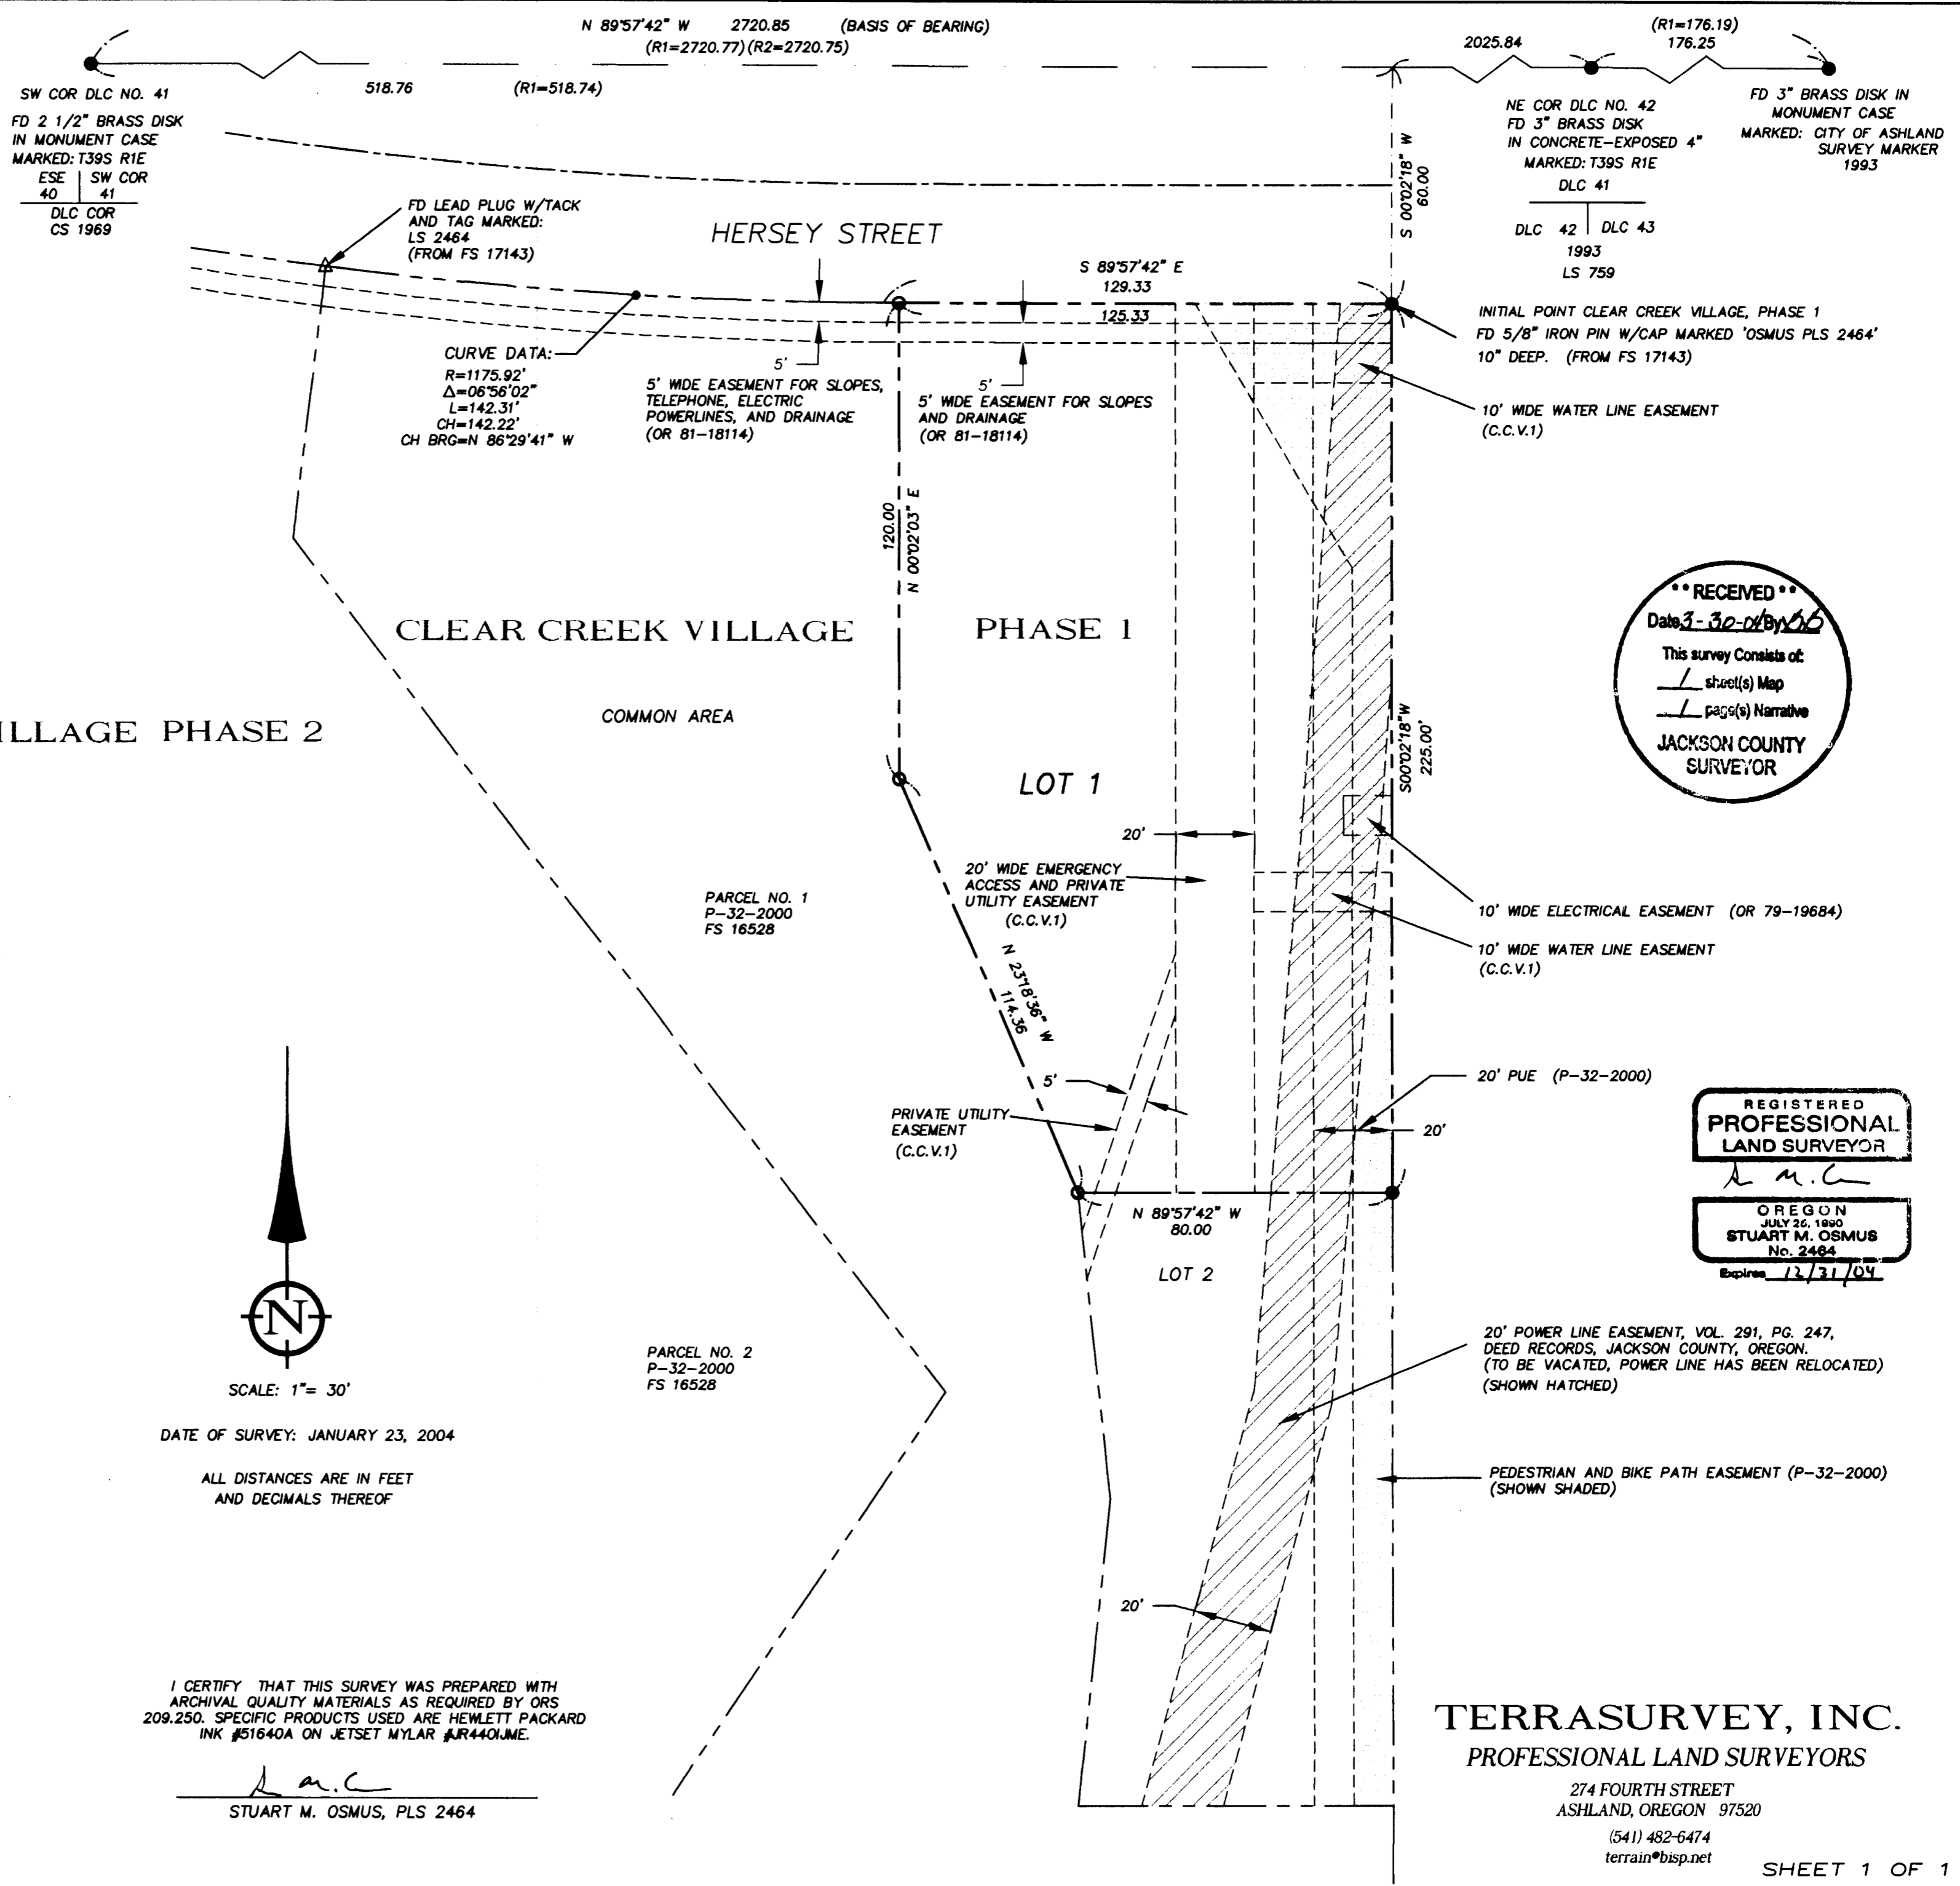 N 89°57'42" W 2720.85 (BASIS OF BEARING)
(R1=2720.77)(R2=2720.75)
518.76 (R1=518.74)
2025.84
(R1=176.19)
176.25
SW COR DLC NO. 41
FD 2 1/2" BRASS DISK
IN MONUMENT CASE
MARKED: T39S R1E
ESE SW COR
40 41
DLC COR
CS 1969
NE COR DLC NO. 42
FD 3" BRASS DISK
IN CONCRETE-EXPOSED 4"
MARKED: T39S R1E
DLC 41
DLC 42 DLC 43
1993
LS 759
FD 3" BRASS DISK IN
MONUMENT CASE
MARKED: CITY OF ASHLAND
SURVEY MARKER
1993
S 00°02'18" W
60.00
FD LEAD PLUG W/TACK
AND TAG MARKED:
LS 2464
(FROM FS 17143)
HERSEY STREET
S 89°57'42" E
129.33
125.33
INITIAL POINT CLEAR CREEK VILLAGE, PHASE 1
FD 5/8" IRON PIN W/CAP MARKED 'OSMUS PLS 2464'
10" DEEP. (FROM FS 17143)
CURVE DATA:
R=1175.92'
Δ=06°56'02"
L=142.31'
CH=142.22'
CH BRG=N 86°29'41" W
5'
5' WIDE EASEMENT FOR SLOPES,
TELEPHONE, ELECTRIC
POWERLINES, AND DRAINAGE
(OR 81-18114)
5'
5' WIDE EASEMENT FOR SLOPES
AND DRAINAGE
(OR 81-18114)
10' WIDE WATER LINE EASEMENT
(C.C.V.1)
120.00
N 00°02'03" E
CLEAR CREEK VILLAGE PHASE 1
COMMON AREA
ILLAGE PHASE 2
LOT 1
S00°02'18"W
225.00'
** RECEIVED **
Date 3-30-04 By
This survey Consists of:
1 sheet(s) Map
1 page(s) Narrative
JACKSON COUNTY
SURVEYOR
20'
20' WIDE EMERGENCY
ACCESS AND PRIVATE
UTILITY EASEMENT
(C.C.V.1)
PARCEL NO. 1
P-32-2000
FS 16528
10' WIDE ELECTRICAL EASEMENT (OR 79-19684)
10' WIDE WATER LINE EASEMENT
(C.C.V.1)
N 23°18'36" W
114.36
5'
PRIVATE UTILITY
EASEMENT
(C.C.V.1)
20' PUE (P-32-2000)
20'
REGISTERED
PROFESSIONAL
LAND SURVEYOR
OREGON
JULY 26, 1990
STUART M. OSMUS
No. 2464
Expires 12/31/04
N 89°57'42" W
80.00
LOT 2
N
SCALE: 1"= 30'
DATE OF SURVEY: JANUARY 23, 2004
ALL DISTANCES ARE IN FEET
AND DECIMALS THEREOF
PARCEL NO. 2
P-32-2000
FS 16528
20' POWER LINE EASEMENT, VOL. 291, PG. 247,
DEED RECORDS, JACKSON COUNTY, OREGON.
(TO BE VACATED, POWER LINE HAS BEEN RELOCATED)
(SHOWN HATCHED)
PEDESTRIAN AND BIKE PATH EASEMENT (P-32-2000)
(SHOWN SHADED)
20'
I CERTIFY THAT THIS SURVEY WAS PREPARED WITH
ARCHIVAL QUALITY MATERIALS AS REQUIRED BY ORS
209.250. SPECIFIC PRODUCTS USED ARE HEWLETT PACKARD
INK #51640A ON JETSET MYLAR
STUART M. OSMUS, PLS 2464
TERRASURVEY, INC.
PROFESSIONAL LAND SURVEYORS
274 FOURTH STREET
ASHLAND, OREGON 97520
(541) 482-6474
terrain@bisp.net
SHEET 1 OF 1